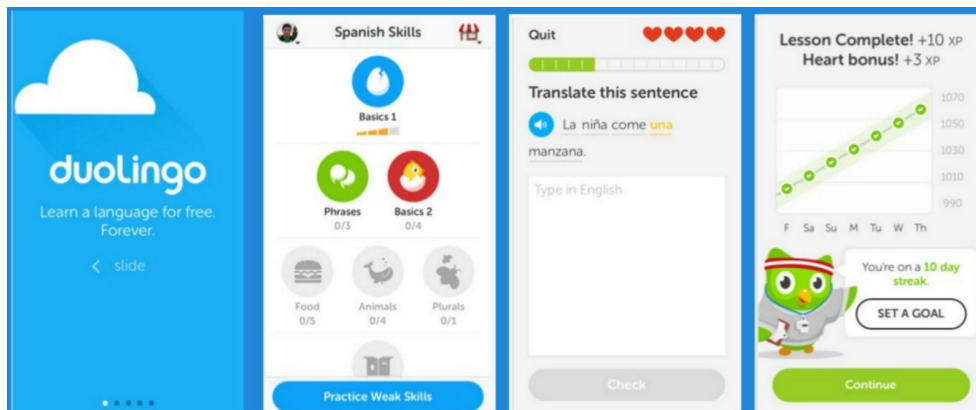 duolingo
Learn a language for free.
Forever.
< slide
Spanish Skills
Basics 1
Phrases
Basics 2
0/3
0/4
Food
Animals
Plurals
0/5
0/4
0/1
Practice Weak Skills
Quit
Translate this sentence
La niña come una
manzana.
Type in English
Check
Lesson Complete! +10 XP
Heart bonus! +3 XP
1070
1050
1030
1010
990
F Sa Su M Tu W Th
You're on a 10 day
streak.
SET A GOAL
Continue